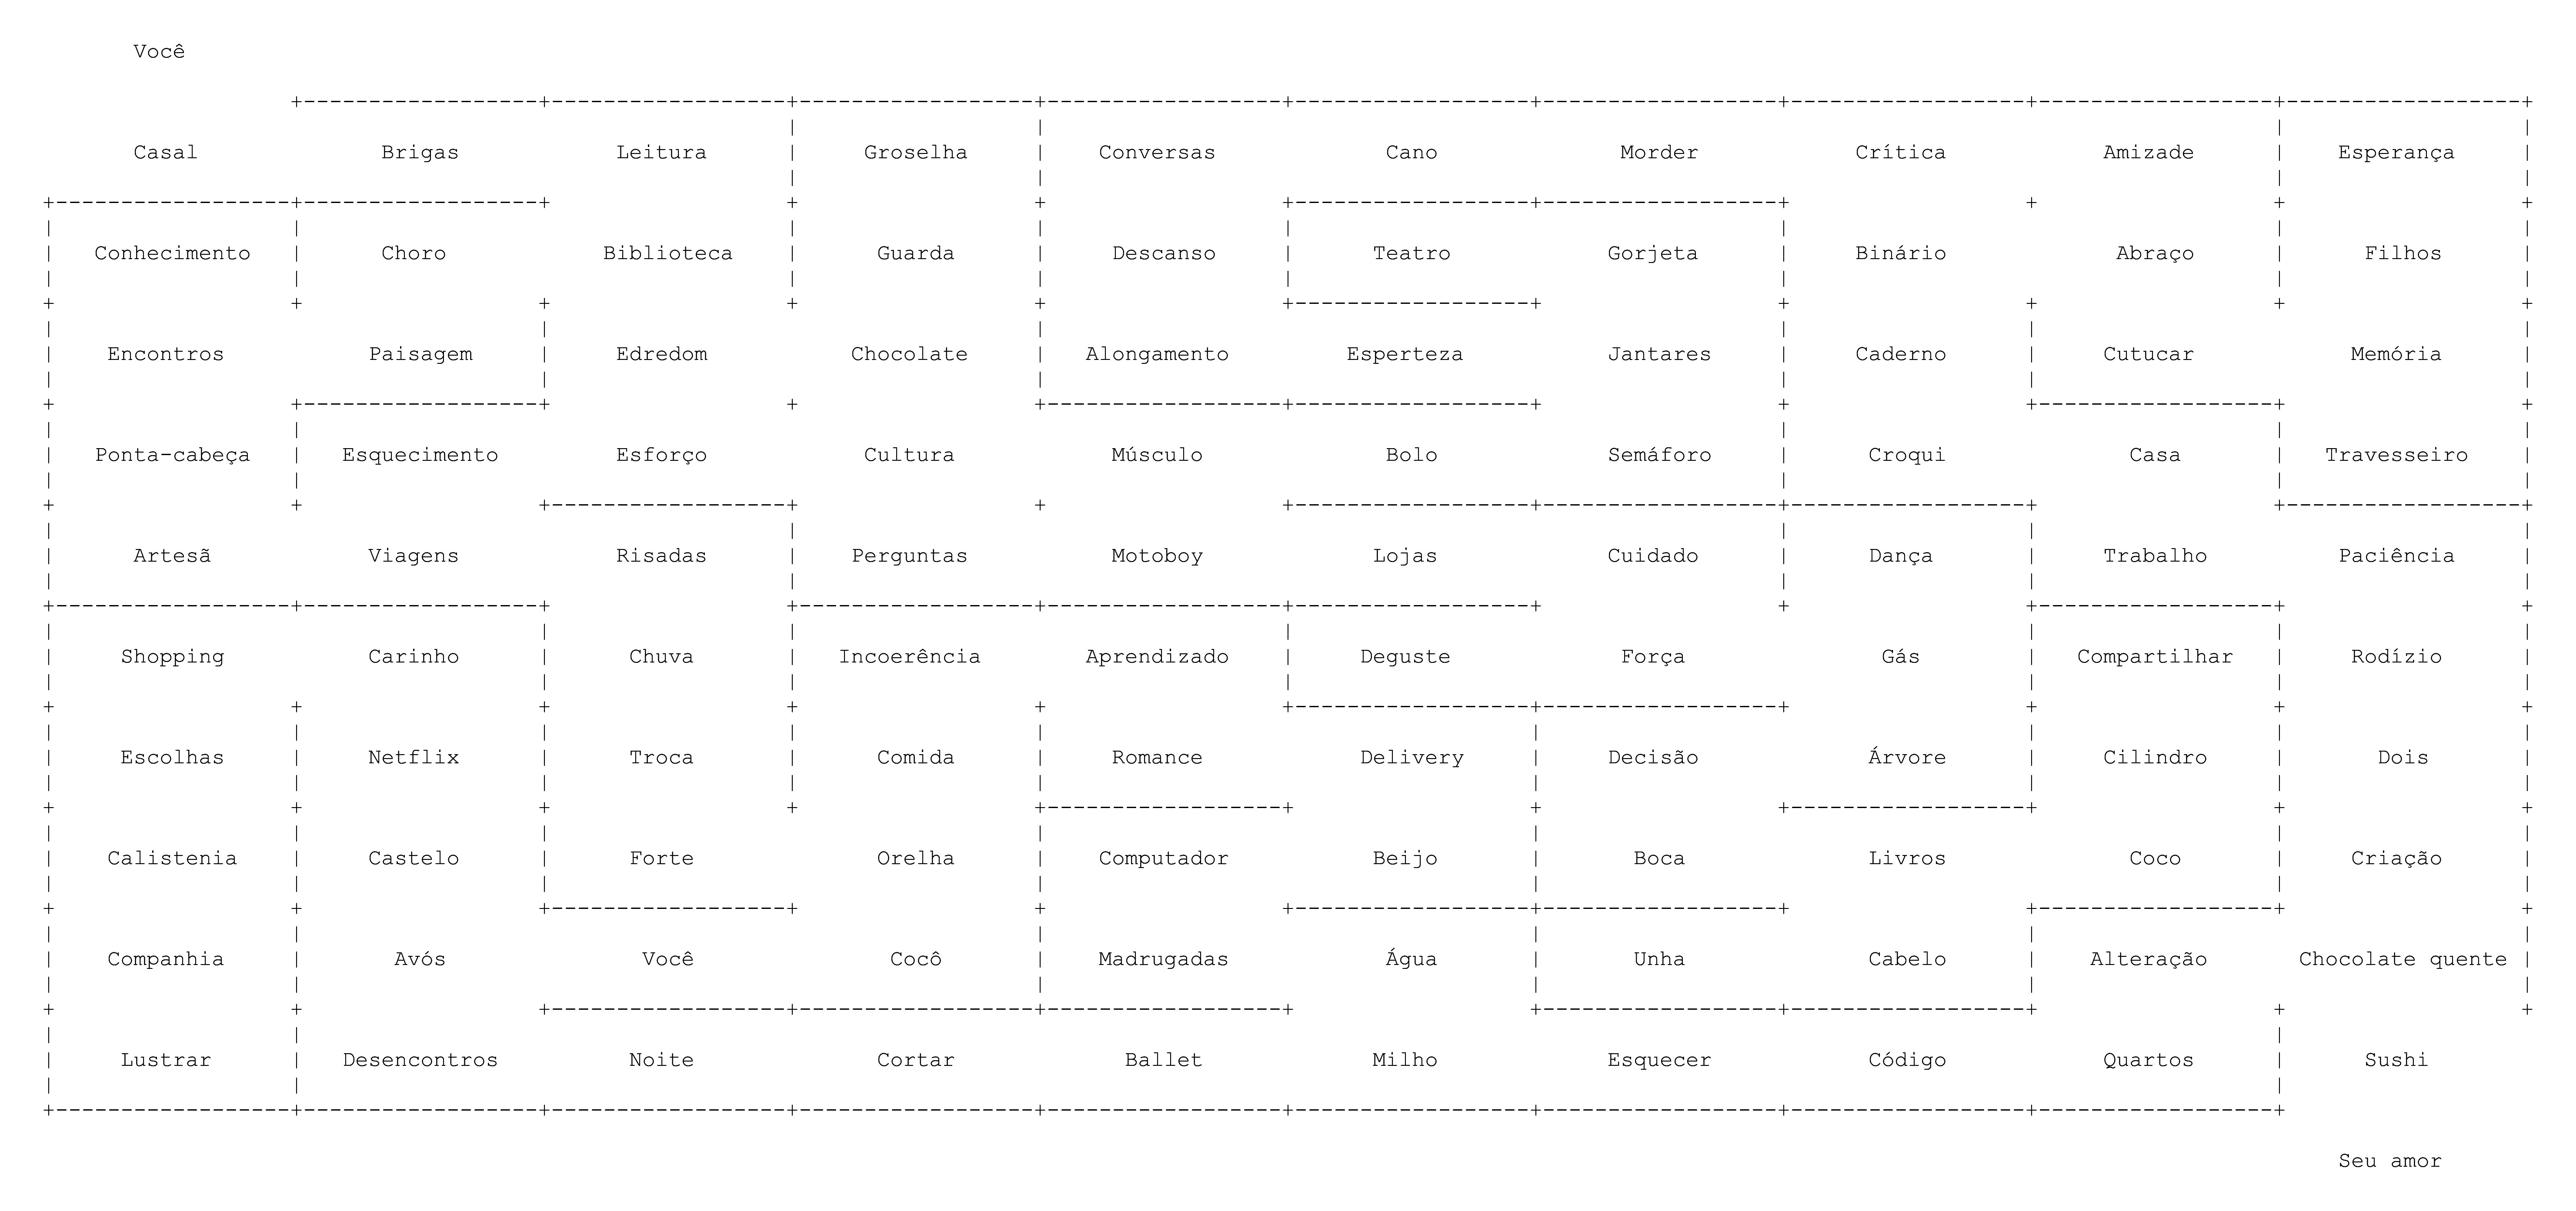 Você
Casal Brigas Leitura Groselha Conversas Cano Morder Crítica Amizade Esperança
Conhecimento Choro Biblioteca Guarda Descanso Teatro Gorjeta Binário Abraço Filhos
Encontros Paisagem Edredom Chocolate Alongamento Esperteza Jantares Caderno Cutucar Memória
Ponta-cabeça Esquecimento Esforço Cultura Músculo Bolo Semáforo Croqui Casa Travesseiro
Artesã Viagens Risadas Perguntas Motoboy Lojas Cuidado Dança Trabalho Paciência
Shopping Carinho Chuva Incoerência Aprendizado Deguste Força Gás Compartilhar Rodízio
Escolhas Netflix Troca Comida Romance Delivery Decisão Árvore Cilindro Dois
Calistenia Castelo Forte Orelha Computador Beijo Boca Livros Coco Criação
Companhia Avós Você Cocô Madrugadas Água Unha Cabelo Alteração Chocolate quente
Lustrar Desencontros Noite Cortar Ballet Milho Esquecer Código Quartos Sushi
Seu amor